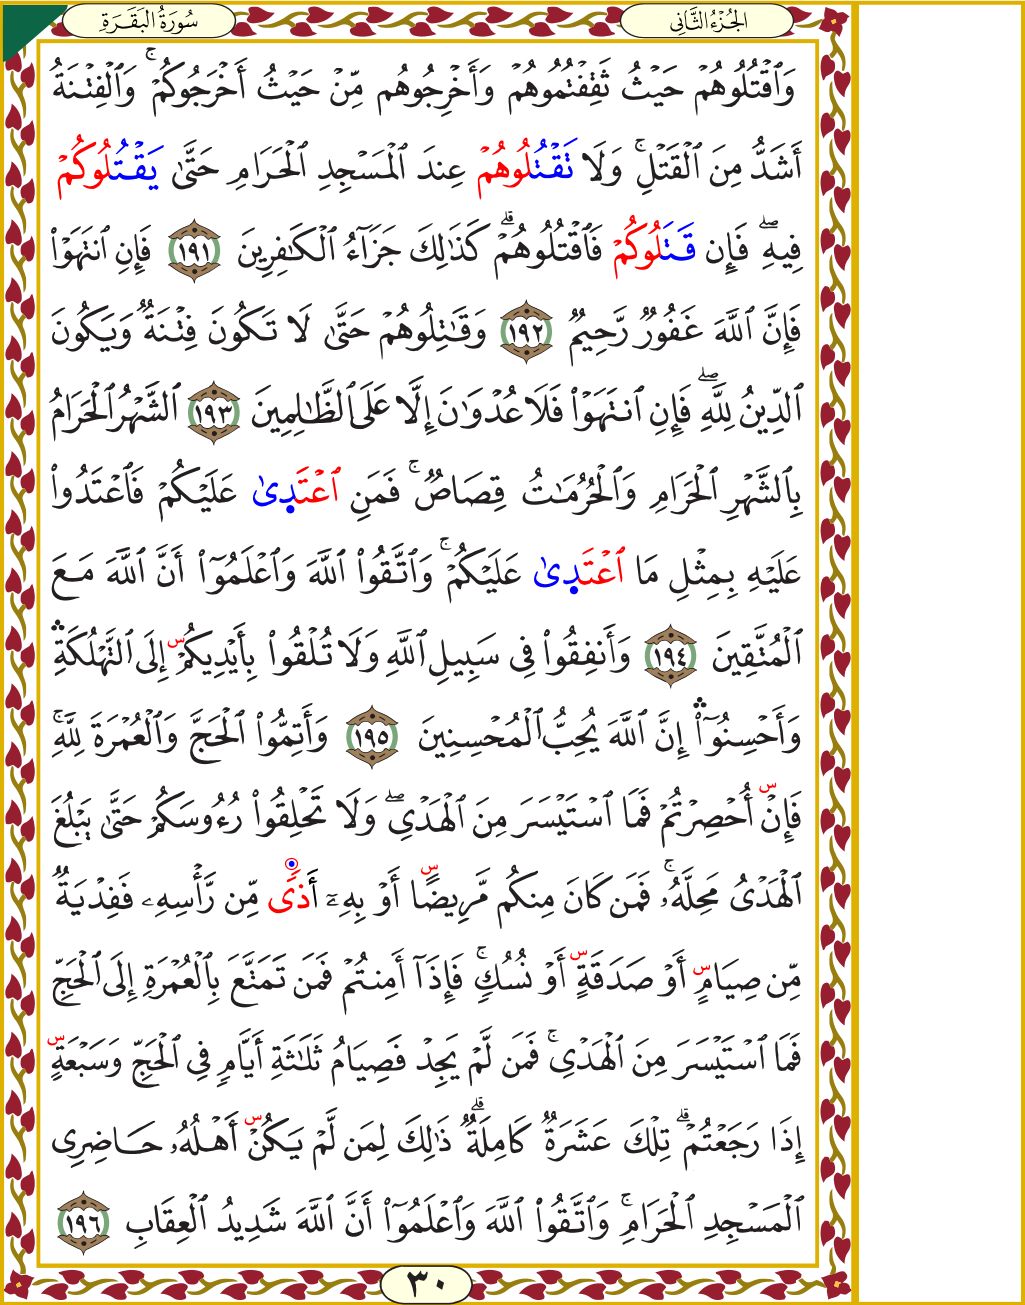 الجُزْءُ الثَّانِي
سُورَةُ البَقَرَةِ
وَٱقۡتُلُوهُمۡ حَيۡثُ ثَقِفۡتُمُوهُمۡ وَأَخۡرِجُوهُم مِّنۡ حَيۡثُ أَخۡرَجُوكُمۡۚ وَٱلۡفِتۡنَةُ
أَشَدُّ مِنَ ٱلۡقَتۡلِۚ وَلَا تَقۡتُلُوهُمۡ عِندَ ٱلۡمَسۡجِدِ ٱلۡحَرَامِ حَتَّىٰ يَقۡتُلُوكُمۡ
فِيهِۖ فَإِن قَتَلُوكُمۡ فَٱقۡتُلُوهُمۡۗ كَذَٰلِكَ جَزَآءُ ٱلۡكَٰفِرِينَ ١٩١ فَإِنِ ٱنتَهَوۡاْ
فَإِنَّ ٱللَّهَ غَفُورٞ رَّحِيمٞ ١٩٢ وَقَٰتِلُوهُمۡ حَتَّىٰ لَا تَكُونَ فِتۡنَةٞ وَيَكُونَ
ٱلدِّينُ لِلَّهِۖ فَإِنِ ٱنتَهَوۡاْ فَلَا عُدۡوَٰنَ إِلَّا عَلَى ٱلظَّٰلِمِينَ ١٩٣ ٱلشَّهۡرُ ٱلۡحَرَامُ
بِٱلشَّهۡرِ ٱلۡحَرَامِ وَٱلۡحُرُمَٰتُ قِصَاصٞۚ فَمَنِ ٱعۡتَدِىٰ عَلَيۡكُمۡ فَٱعۡتَدُواْ
عَلَيۡهِ بِمِثۡلِ مَا ٱعۡتَدِىٰ عَلَيۡكُمۡۚ وَٱتَّقُواْ ٱللَّهَ وَٱعۡلَمُوٓاْ أَنَّ ٱللَّهَ مَعَ
ٱلۡمُتَّقِينَ ١٩٤ وَأَنفِقُواْ فِي سَبِيلِ ٱللَّهِ وَلَا تُلۡقُواْ بِأَيۡدِيكُمۡ إِلَى ٱلتَّهۡلُكَةِۛ
وَأَحۡسِنُوٓاْۛ إِنَّ ٱللَّهَ يُحِبُّ ٱلۡمُحۡسِنِينَ ١٩٥ وَأَتِمُّواْ ٱلۡحَجَّ وَٱلۡعُمۡرَةَ لِلَّهِۚ
فَإِنۡ أُحۡصِرۡتُمۡ فَمَا ٱسۡتَيۡسَرَ مِنَ ٱلۡهَدۡيِۖ وَلَا تَحۡلِقُواْ رُءُوسَكُمۡ حَتَّىٰ يَبۡلُغَ
ٱلۡهَدۡيُ مَحِلَّهُۥۚ فَمَن كَانَ مِنكُم مَّرِيضًا أَوۡ بِهِۦٓ أَذٗى مِّن رَّأۡسِهِۦ فَفِدۡيَةٞ
مِّن صِيَامٍ أَوۡ صَدَقَةٍ أَوۡ نُسُكٖۚ فَإِذَآ أَمِنتُمۡ فَمَن تَمَتَّعَ بِٱلۡعُمۡرَةِ إِلَى ٱلۡحَجِّ
فَمَا ٱسۡتَيۡسَرَ مِنَ ٱلۡهَدۡيِۚ فَمَن لَّمۡ يَجِدۡ فَصِيَامُ ثَلَٰثَةِ أَيَّامٖ فِي ٱلۡحَجِّ وَسَبۡعَةٍ
إِذَا رَجَعۡتُمۡۗ تِلۡكَ عَشَرَةٞ كَامِلَةٞۗ ذَٰلِكَ لِمَن لَّمۡ يَكُنۡ أَهۡلُهُۥ حَاضِرِي
ٱلۡمَسۡجِدِ ٱلۡحَرَامِۚ وَٱتَّقُواْ ٱللَّهَ وَٱعۡلَمُوٓاْ أَنَّ ٱللَّهَ شَدِيدُ ٱلۡعِقَابِ ١٩٦
٣٠